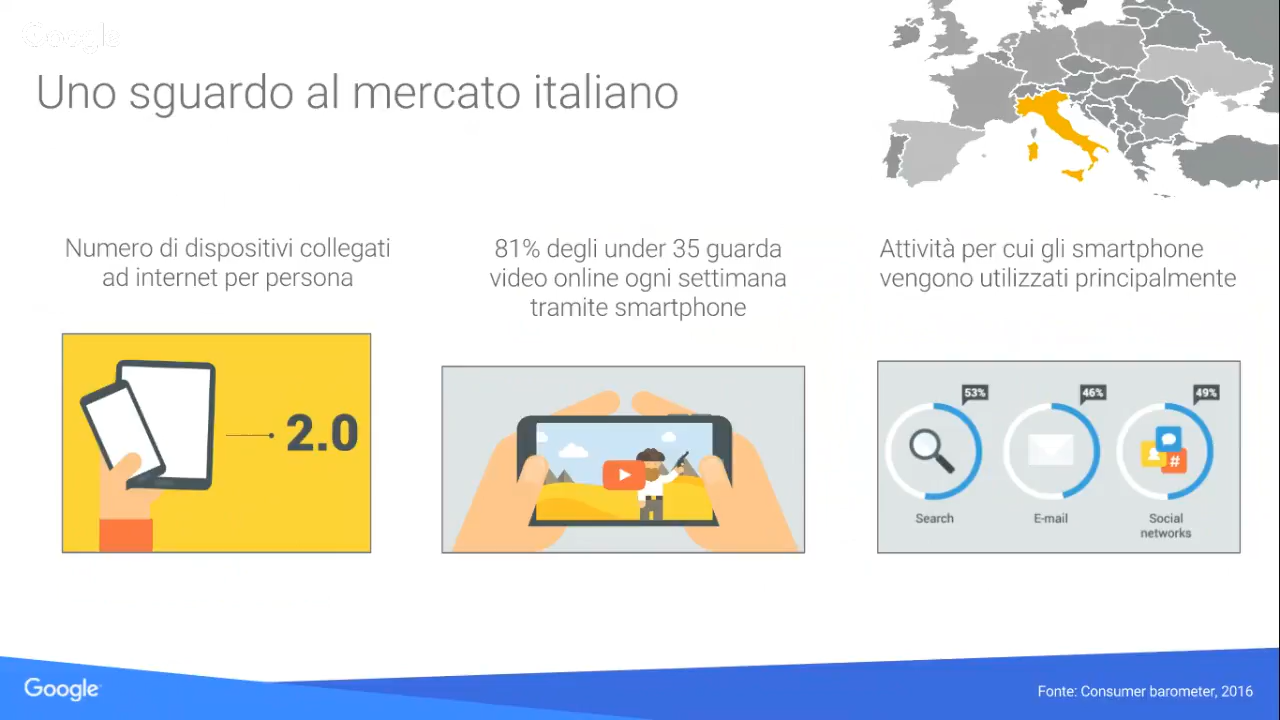 Google
Uno sguardo al mercato italiano
Numero di dispositivi collegati
ad internet per persona
2.0
81% degli under 35 guarda
video online ogni settimana
tramite smartphone
Attività per cui gli smartphone
vengono utilizzati principalmente
53%
46%
49%
#
Search
E-mail
Social
networks
Google
Fonte: Consumer barometer, 2016